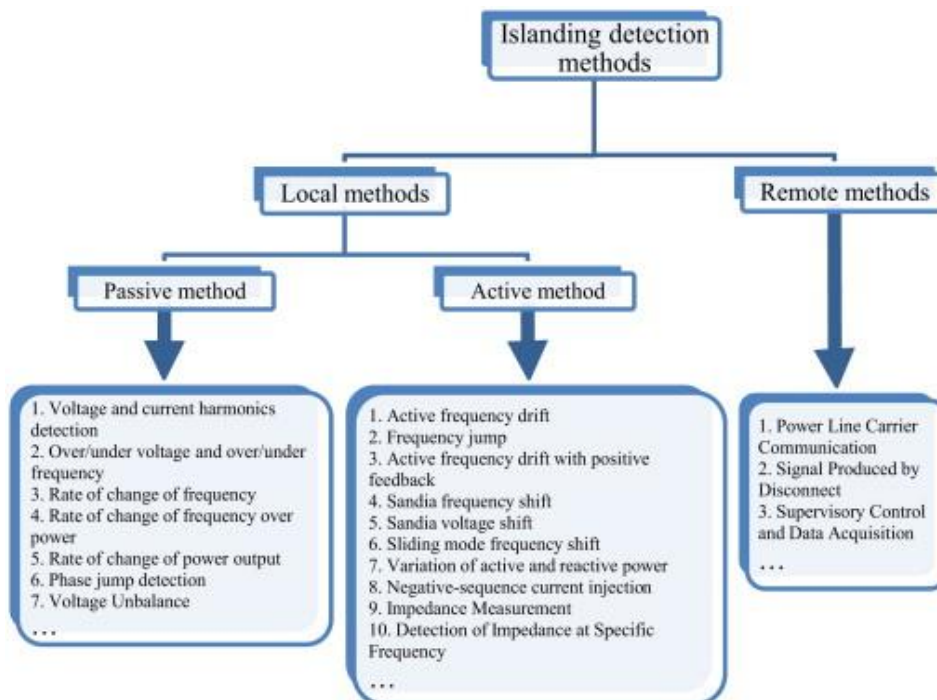 Islanding detection
methods
Local methods
Remote methods
Passive method
Active method
1. Voltage and current harmonics
detection
2. Over/under voltage and over/under
frequency
3. Rate of change of frequency
4. Rate of change of frequency over
power
5. Rate of change of power output
6. Phase jump detection
7. Voltage Unbalance
...
1. Active frequency drift
2. Frequency jump
3. Active frequency drift with positive
feedback
4. Sandia frequency shift
5. Sandia voltage shift
6. Sliding mode frequency shift
7. Variation of active and reactive power
8. Negative-sequence current injection
9. Impedance Measurement
10. Detection of Impedance at Specific
Frequency
...
1. Power Line Carrier
Communication
2. Signal Produced by
Disconnect
3. Supervisory Control
and Data Acquisition
...